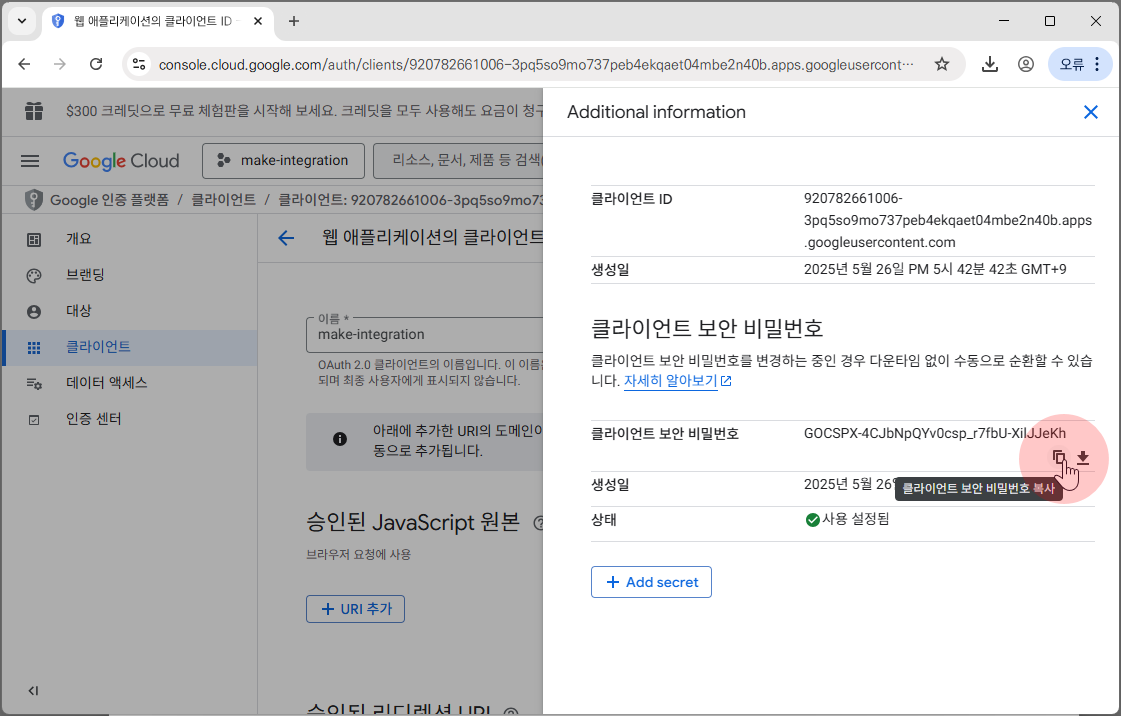 웹 애플리케이션의 클라이언트 ID
console.cloud.google.com/auth/clients/920782661006-3pq5so9mo737peb4ekqaet04mbe2n40b.apps.googleusercont…
오류
$300 크레딧으로 무료 체험판을 시작해 보세요. 크레딧을 모두 사용해도 요금이 청구
Google Cloud
make-integration
리소스, 문서, 제품 등 검색(
Google 인증 플랫폼 / 클라이언트 / 클라이언트: 920782661006-3pq5so9mo73
개요
브랜딩
대상
클라이언트
데이터 액세스
인증 센터
웹 애플리케이션의 클라이언트
이름 *
make-integration
OAuth 2.0 클라이언트의 이름입니다. 이 이름은
되며 최종 사용자에게 표시되지 않습니다.
아래에 추가한 URI의 도메인이
동으로 추가됩니다.
승인된 JavaScript 원본
브라우저 요청에 사용
+ URI 추가
승인된 리디렉션 URI
Additional information
클라이언트 ID
920782661006-
3pq5so9mo737peb4ekqaet04mbe2n40b.apps
.googleusercontent.com
생성일
2025년 5월 26일 PM 5시 42분 42초 GMT+9
클라이언트 보안 비밀번호
클라이언트 보안 비밀번호를 변경하는 중인 경우 다운타임 없이 수동으로 순환할 수 있습
니다. 자세히 알아보기
클라이언트 보안 비밀번호
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
생성일
2025년 5월 26
클라이언트 보안 비밀번호 복사
상태
사용 설정됨
+ Add secret